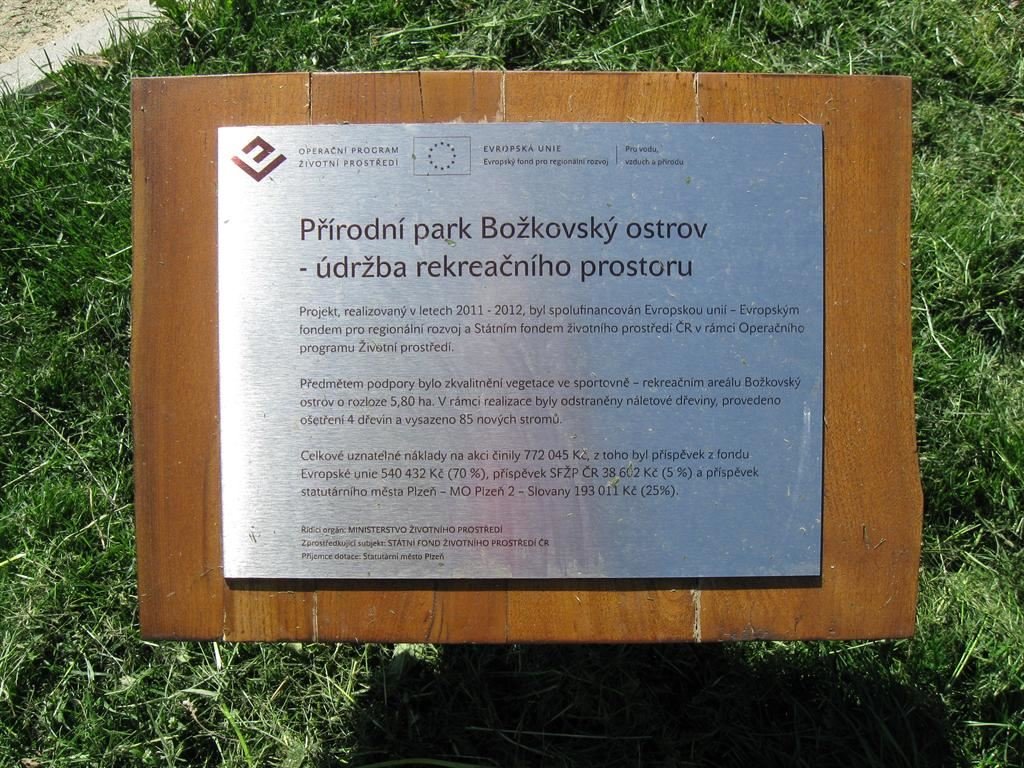 OPERAČNÍ PROGRAM
ŽIVOTNÍ PROSTŘEDÍ
EVROPSKÁ UNIE
Evropský fond pro regionální rozvoj
Pro vodu,
vzduch a přírodu
Přírodní park Božkovský ostrov
- údržba rekreačního prostoru
Projekt, realizovaný v letech 2011 - 2012, byl spolufinancován Evropskou unií – Evropským
fondem pro regionální rozvoj a Státním fondem životního prostředí ČR v rámci Operačního
programu Životní prostředí.
Předmětem podpory bylo zkvalitnění vegetace ve sportovně – rekreačním areálu Božkovský
ostrov o rozloze 5,80 ha. V rámci realizace byly odstraněny náletové dřeviny, provedeno
ošetření 4 dřevin a vysazeno 85 nových stromů.
Celkové uznatelné náklady na akci činily 772 045 Kč, z toho byl příspěvek z fondu
Evropské unie 540 432 Kč (70 %), příspěvek SFŽP ČR 38 602 Kč (5 %) a příspěvek
statutárního města Plzeň – MO Plzeň 2 – Slovany 193 011 Kč (25%).
Řídící orgán: MINISTERSTVO ŽIVOTNÍHO PROSTŘEDÍ
Zprostředkující subjekt: STÁTNÍ FOND ŽIVOTNÍHO PROSTŘEDÍ ČR
Příjemce dotace: Statutární město Plzeň